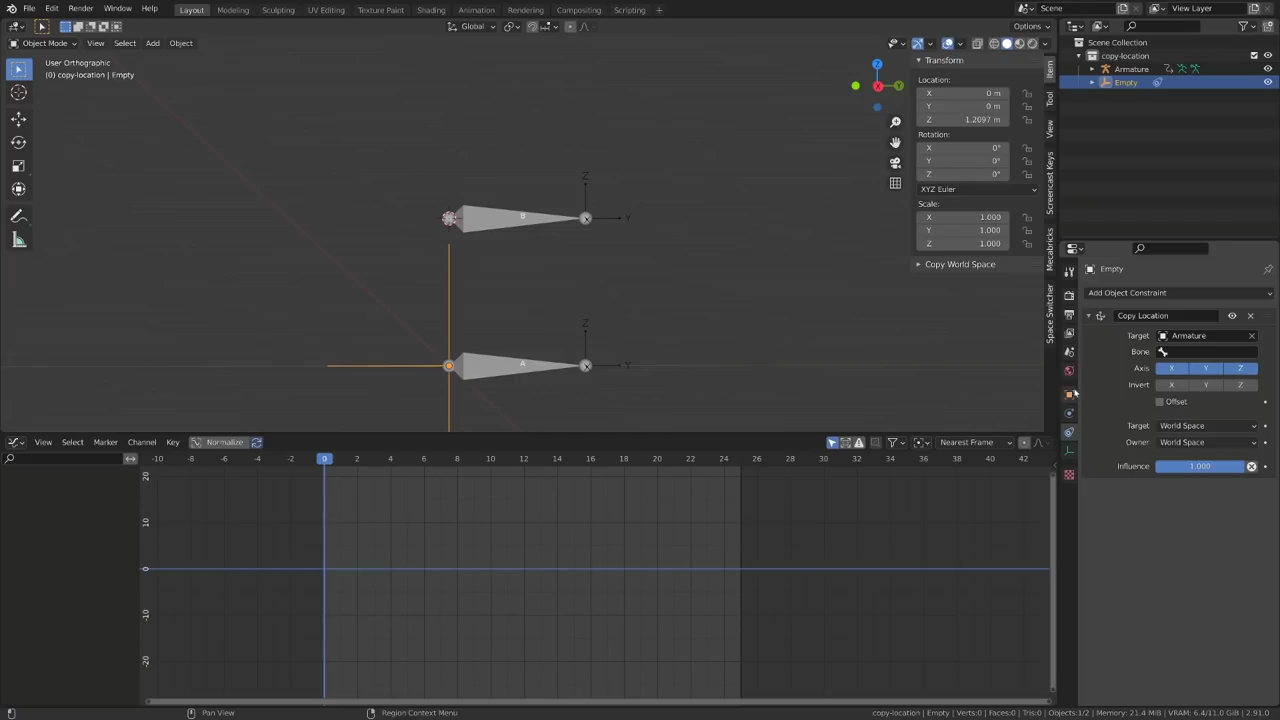 File Edit Render Window Help Layout Modeling Sculpting UV Editing Texture Paint Shading Animation Rendering Compositing Scripting + Scene View Layer
Global Options
Object Mode View Select Add Object
User Orthographic
(0) copy-location | Empty
Z
X
Y
Z
B
Y
Z
A
Y
Transform
Location:
X 0 m
Y 0 m
Z 1.2097 m
Rotation:
X 0°
Y 0°
Z 0°
XYZ Euler
Scale:
X 1.000
Y 1.000
Z 1.000
Copy World Space
Item
Tool
View
Screencast Keys
Mecabricks
Space Switcher
Scene Collection
copy-location
Armature
Empty
Empty
Add Object Constraint
Copy Location
Target Armature
Bone
Axis X Y Z
Invert X Y Z
Offset
Target World Space
Owner World Space
Influence 1.000
View Select Marker Channel Key Normalize Nearest Frame
-10 -8 -6 -4 -2 0 2 4 6 8 10 12 14 16 18 20 22 24 26 28 30 32 34 36 38 40 42
20
10
0
-10
-20
Pan View Region Context Menu copy-location | Empty | Verts:0 | Faces:0 | Tris:0 | Objects:1/2 | Memory: 21.4 MiB | VRAM: 6.4/11.0 GiB | 2.91.0